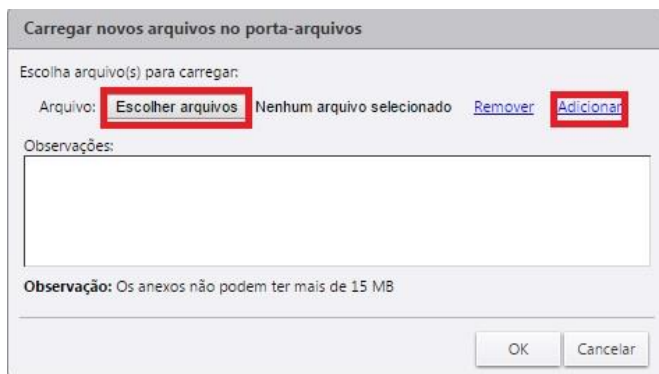 Carregar novos arquivos no porta-arquivos
Escolha arquivo(s) para carregar:
Arquivo: Escolher arquivos Nenhum arquivo selecionado Remover Adicionar
Observações:
Observação: Os anexos não podem ter mais de 15 MB
OK Cancelar